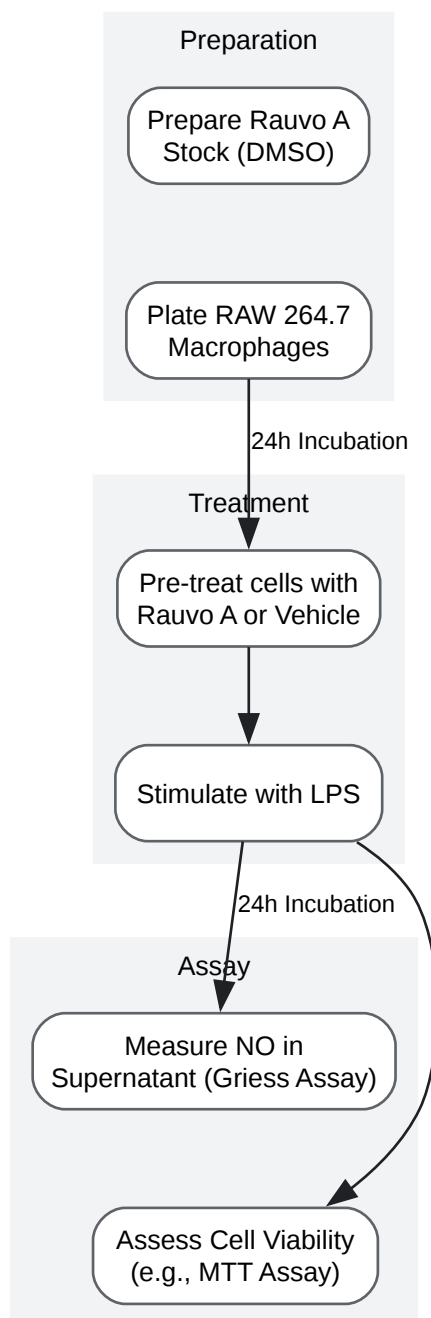 Preparation
Prepare Rauvo A
Stock (DMSO)
Plate RAW 264.7
Macrophages
24h Incubation
Treatment
Pre-treat cells with
Rauvo A or Vehicle
Stimulate with LPS
24h Incubation
Assay
Measure NO in
Supernatant (Griess Assay)
Assess Cell Viability
(e.g., MTT Assay)